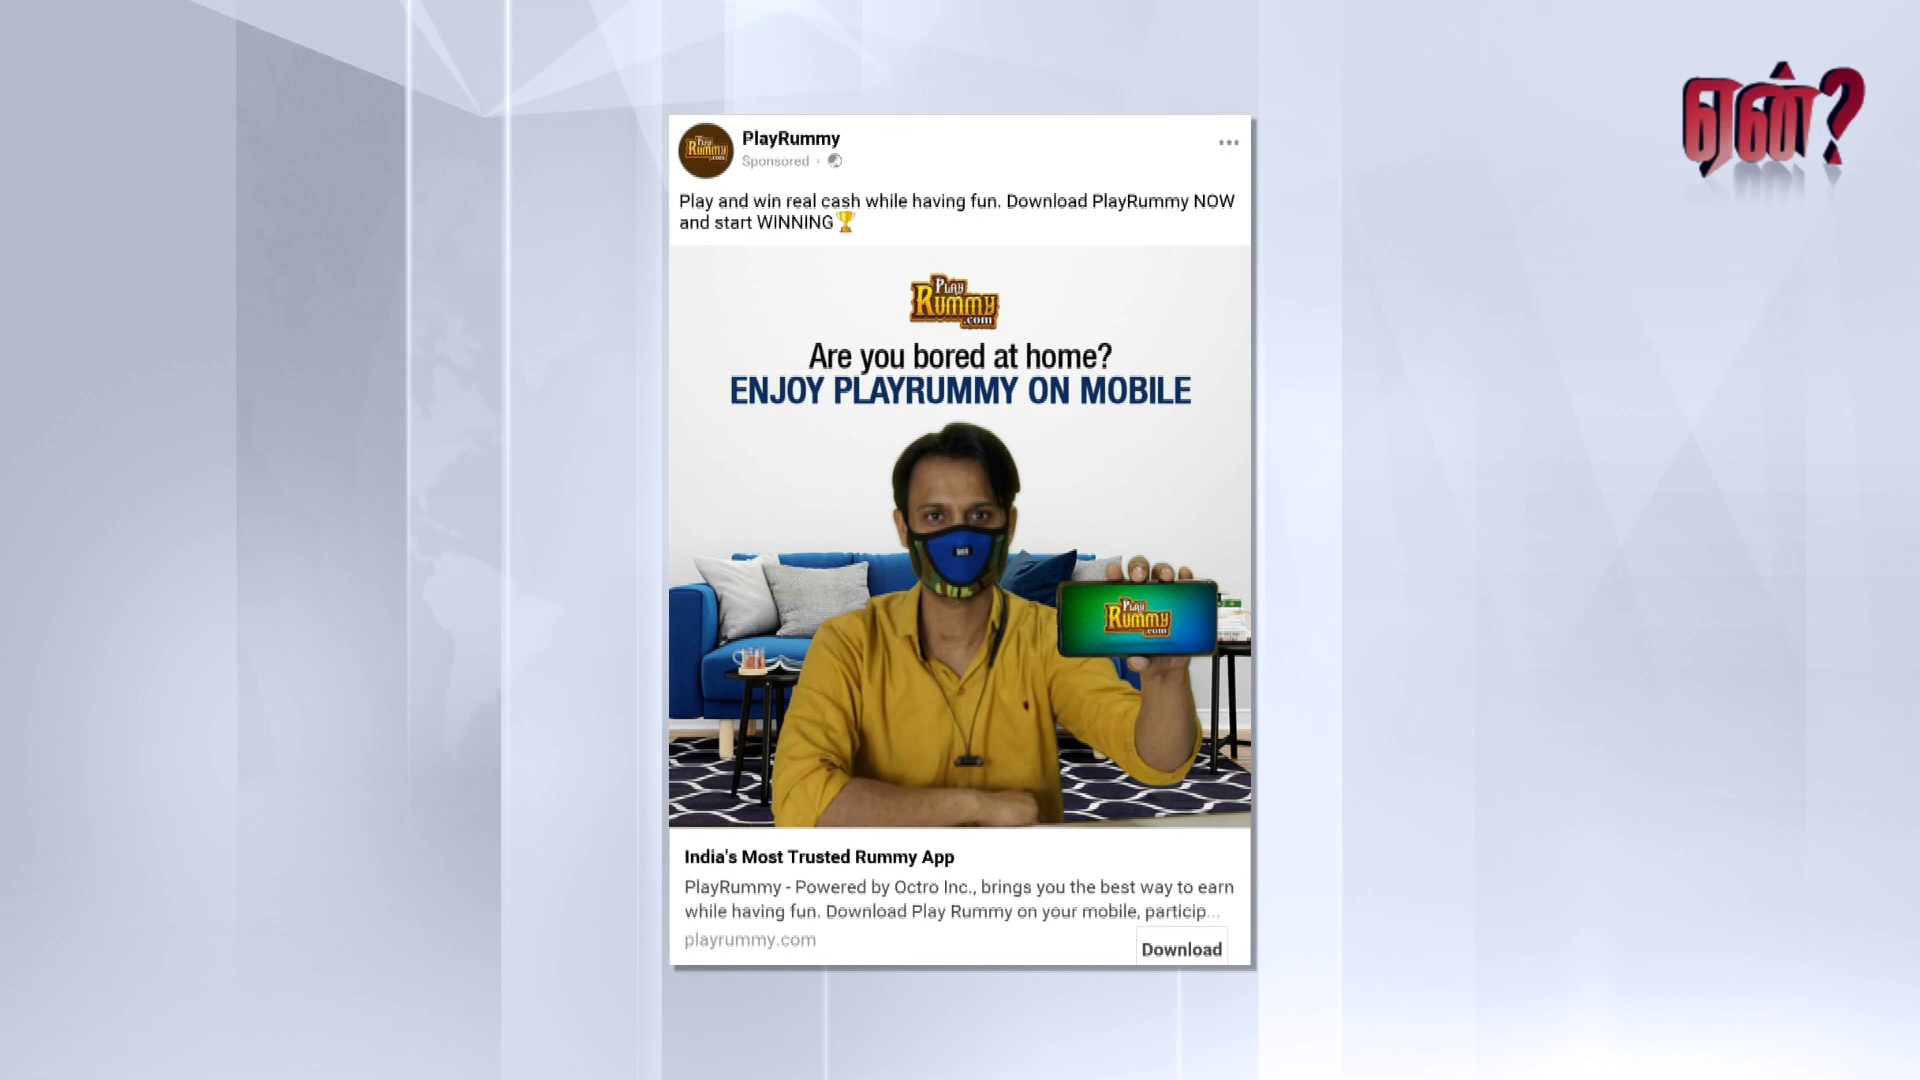 ஏன்?
PlayRummy
Sponsored ·
Play and win real cash while having fun. Download PlayRummy NOW
and start WINNING🏆
Play
Rummy
.com
Are you bored at home?
ENJOY PLAYRUMMY ON MOBILE
Play
Rummy
.com
India's Most Trusted Rummy App
PlayRummy - Powered by Octro Inc., brings you the best way to earn
while having fun. Download Play Rummy on your mobile, particip...
playrummy.com
Download